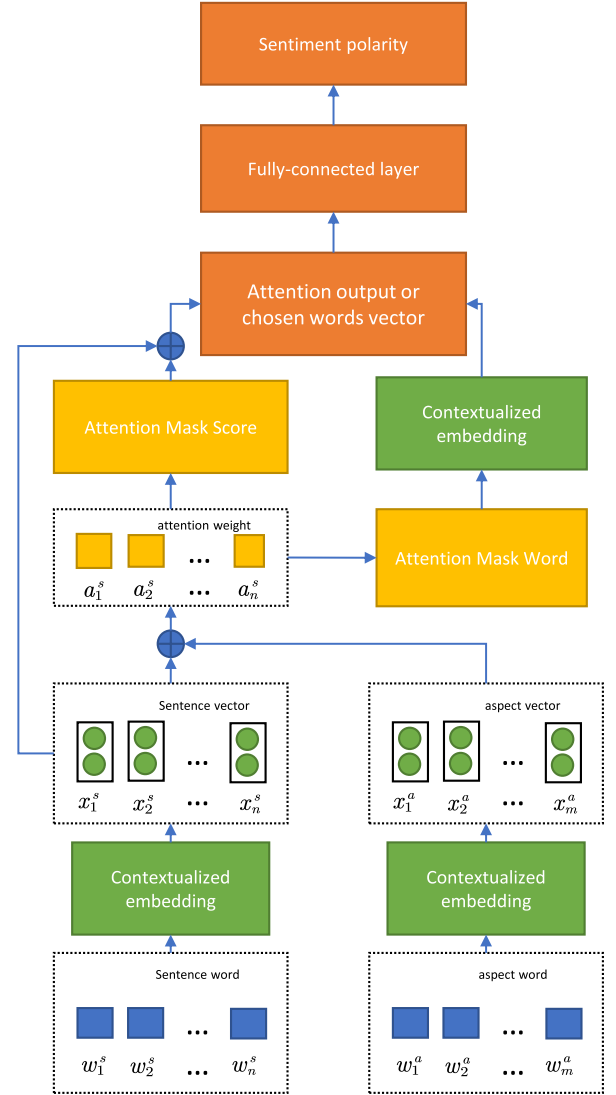 Sentiment polarity
Fully-connected layer
Attention output or
chosen words vector
Attention Mask Score
Contextualized
embedding
attention weight
...
a_1^s a_2^s ... a_n^s
Attention Mask Word
Sentence vector
...
x_1^s x_2^s ... x_n^s
aspect vector
...
x_1^a x_2^a ... x_m^a
Contextualized
embedding
Contextualized
embedding
Sentence word
...
w_1^s w_2^s ... w_n^s
aspect word
...
w_1^a w_2^a ... w_m^a